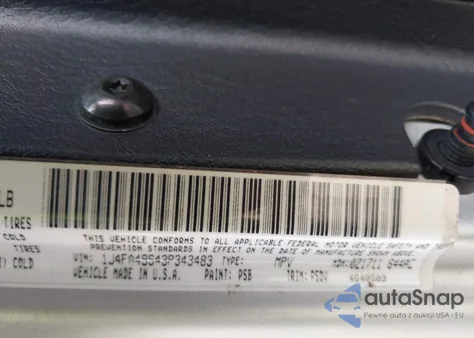 LB
TIRES
COLD
TIRES
) COLD
THIS VEHICLE CONFORMS TO ALL APPLICABLE FEDERAL MOTOR VEHICLE SAFETY AND THEFT
PREVENTION STANDARDS IN EFFECT ON THE DATE OF MANUFACTURE SHOWN ABOVE.
VIN: 1J4FA49S43P343483 TYPE: MPV
VEHICLE MADE IN U.S.A. PAINT: PSB TRIM:
autoSnap
Pewne auta z USA i EU